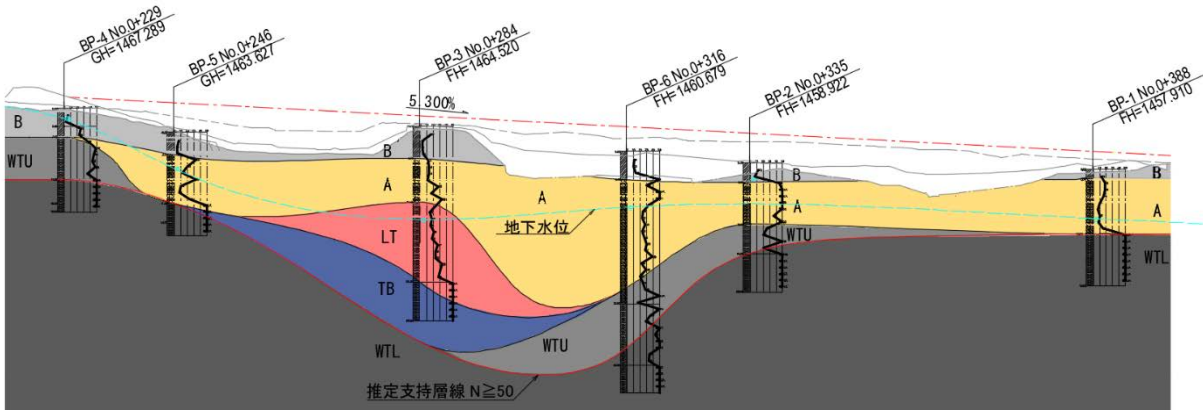 BP-4 No.0+229
GH=1467.289
BP-5 No.0+246
GH=1463.627
BP-3 No.0+284
FH=1464.520
BP-6 No.0+316
FH=1460.679
BP-2 No.0+335
FH=1458.922
BP-1 No.0+388
FH=1457.910
5.300%
B
WTU
B
A
A
LT
TB
WTL
WTU
地下水位
B
A
WTU
B
A
WTL
推定支持層線 N≧50